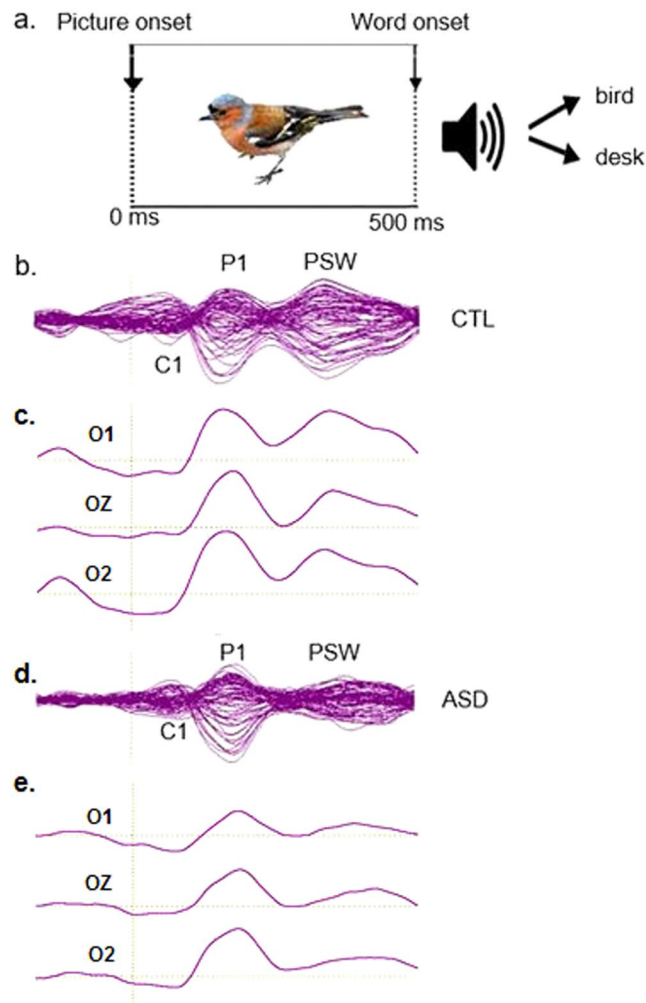 a. Picture onset Word onset
bird
desk
0 ms 500 ms
b. P1 PSW
CTL
C1
c.
O1
OZ
O2
d. P1 PSW
ASD
C1
e.
O1
OZ
O2